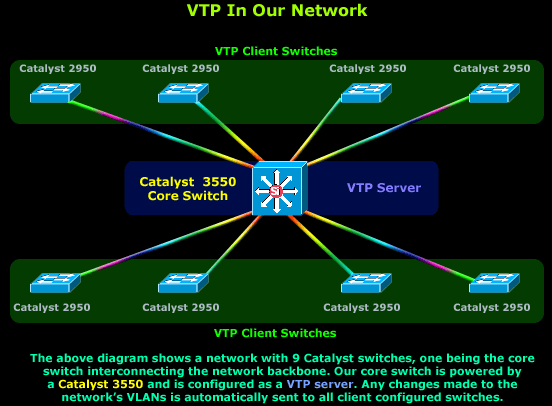 VTP In Our Network
VTP Client Switches
Catalyst 2950 Catalyst 2950 Catalyst 2950 Catalyst 2950
Catalyst 3550
Core Switch
Si
VTP Server
Catalyst 2950 Catalyst 2950 Catalyst 2950 Catalyst 2950
VTP Client Switches
The above diagram shows a network with 9 Catalyst switches, one being the core
switch interconnecting the network backbone. Our core switch is powered by
a Catalyst 3550 and is configured as a VTP server. Any changes made to the
network's VLANs is automatically sent to all client configured switches.